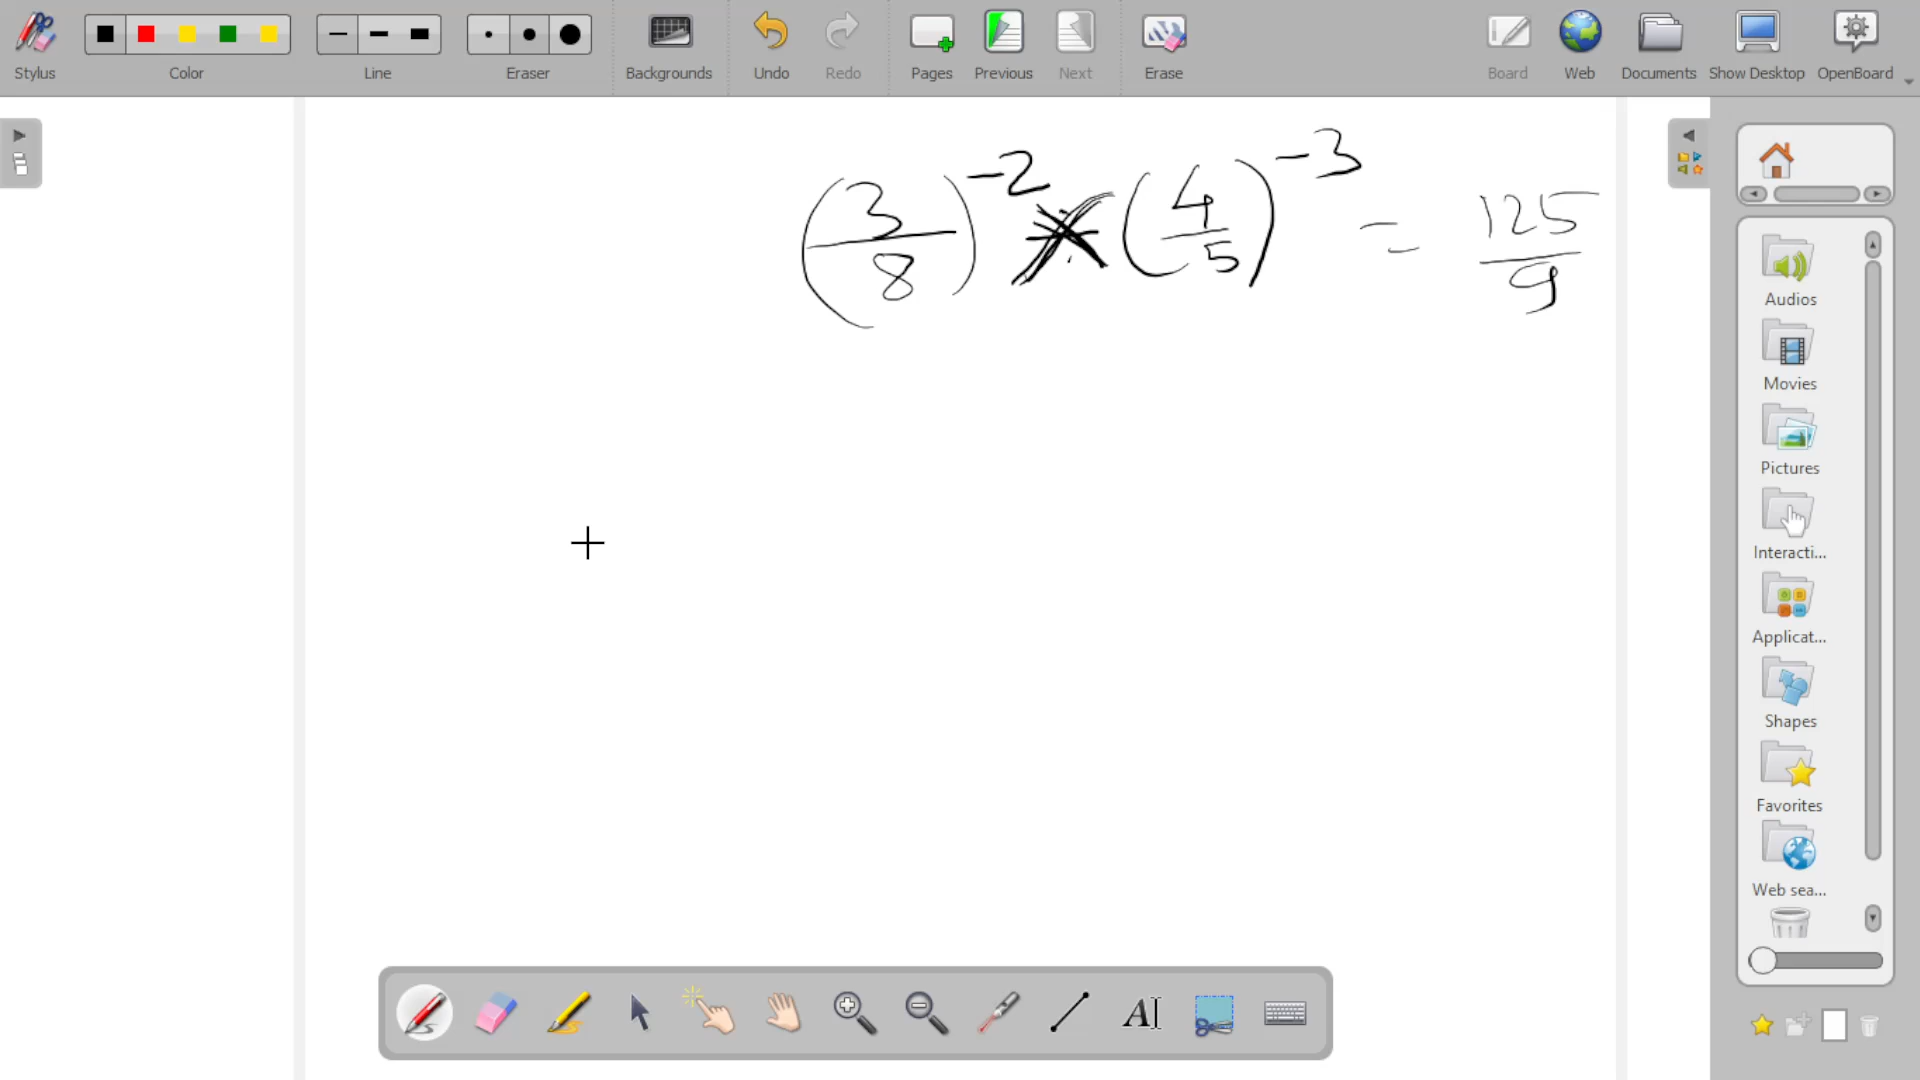 Stylus Color Line Eraser Backgrounds Undo Redo Pages Previous Next Erase Board Web Documents Show Desktop OpenBoard
(3/8)^-2 × (4/5)^-3 = 125/9
Audios
Movies
Pictures
Interacti...
Applicat...
Shapes
Favorites
Web sea...